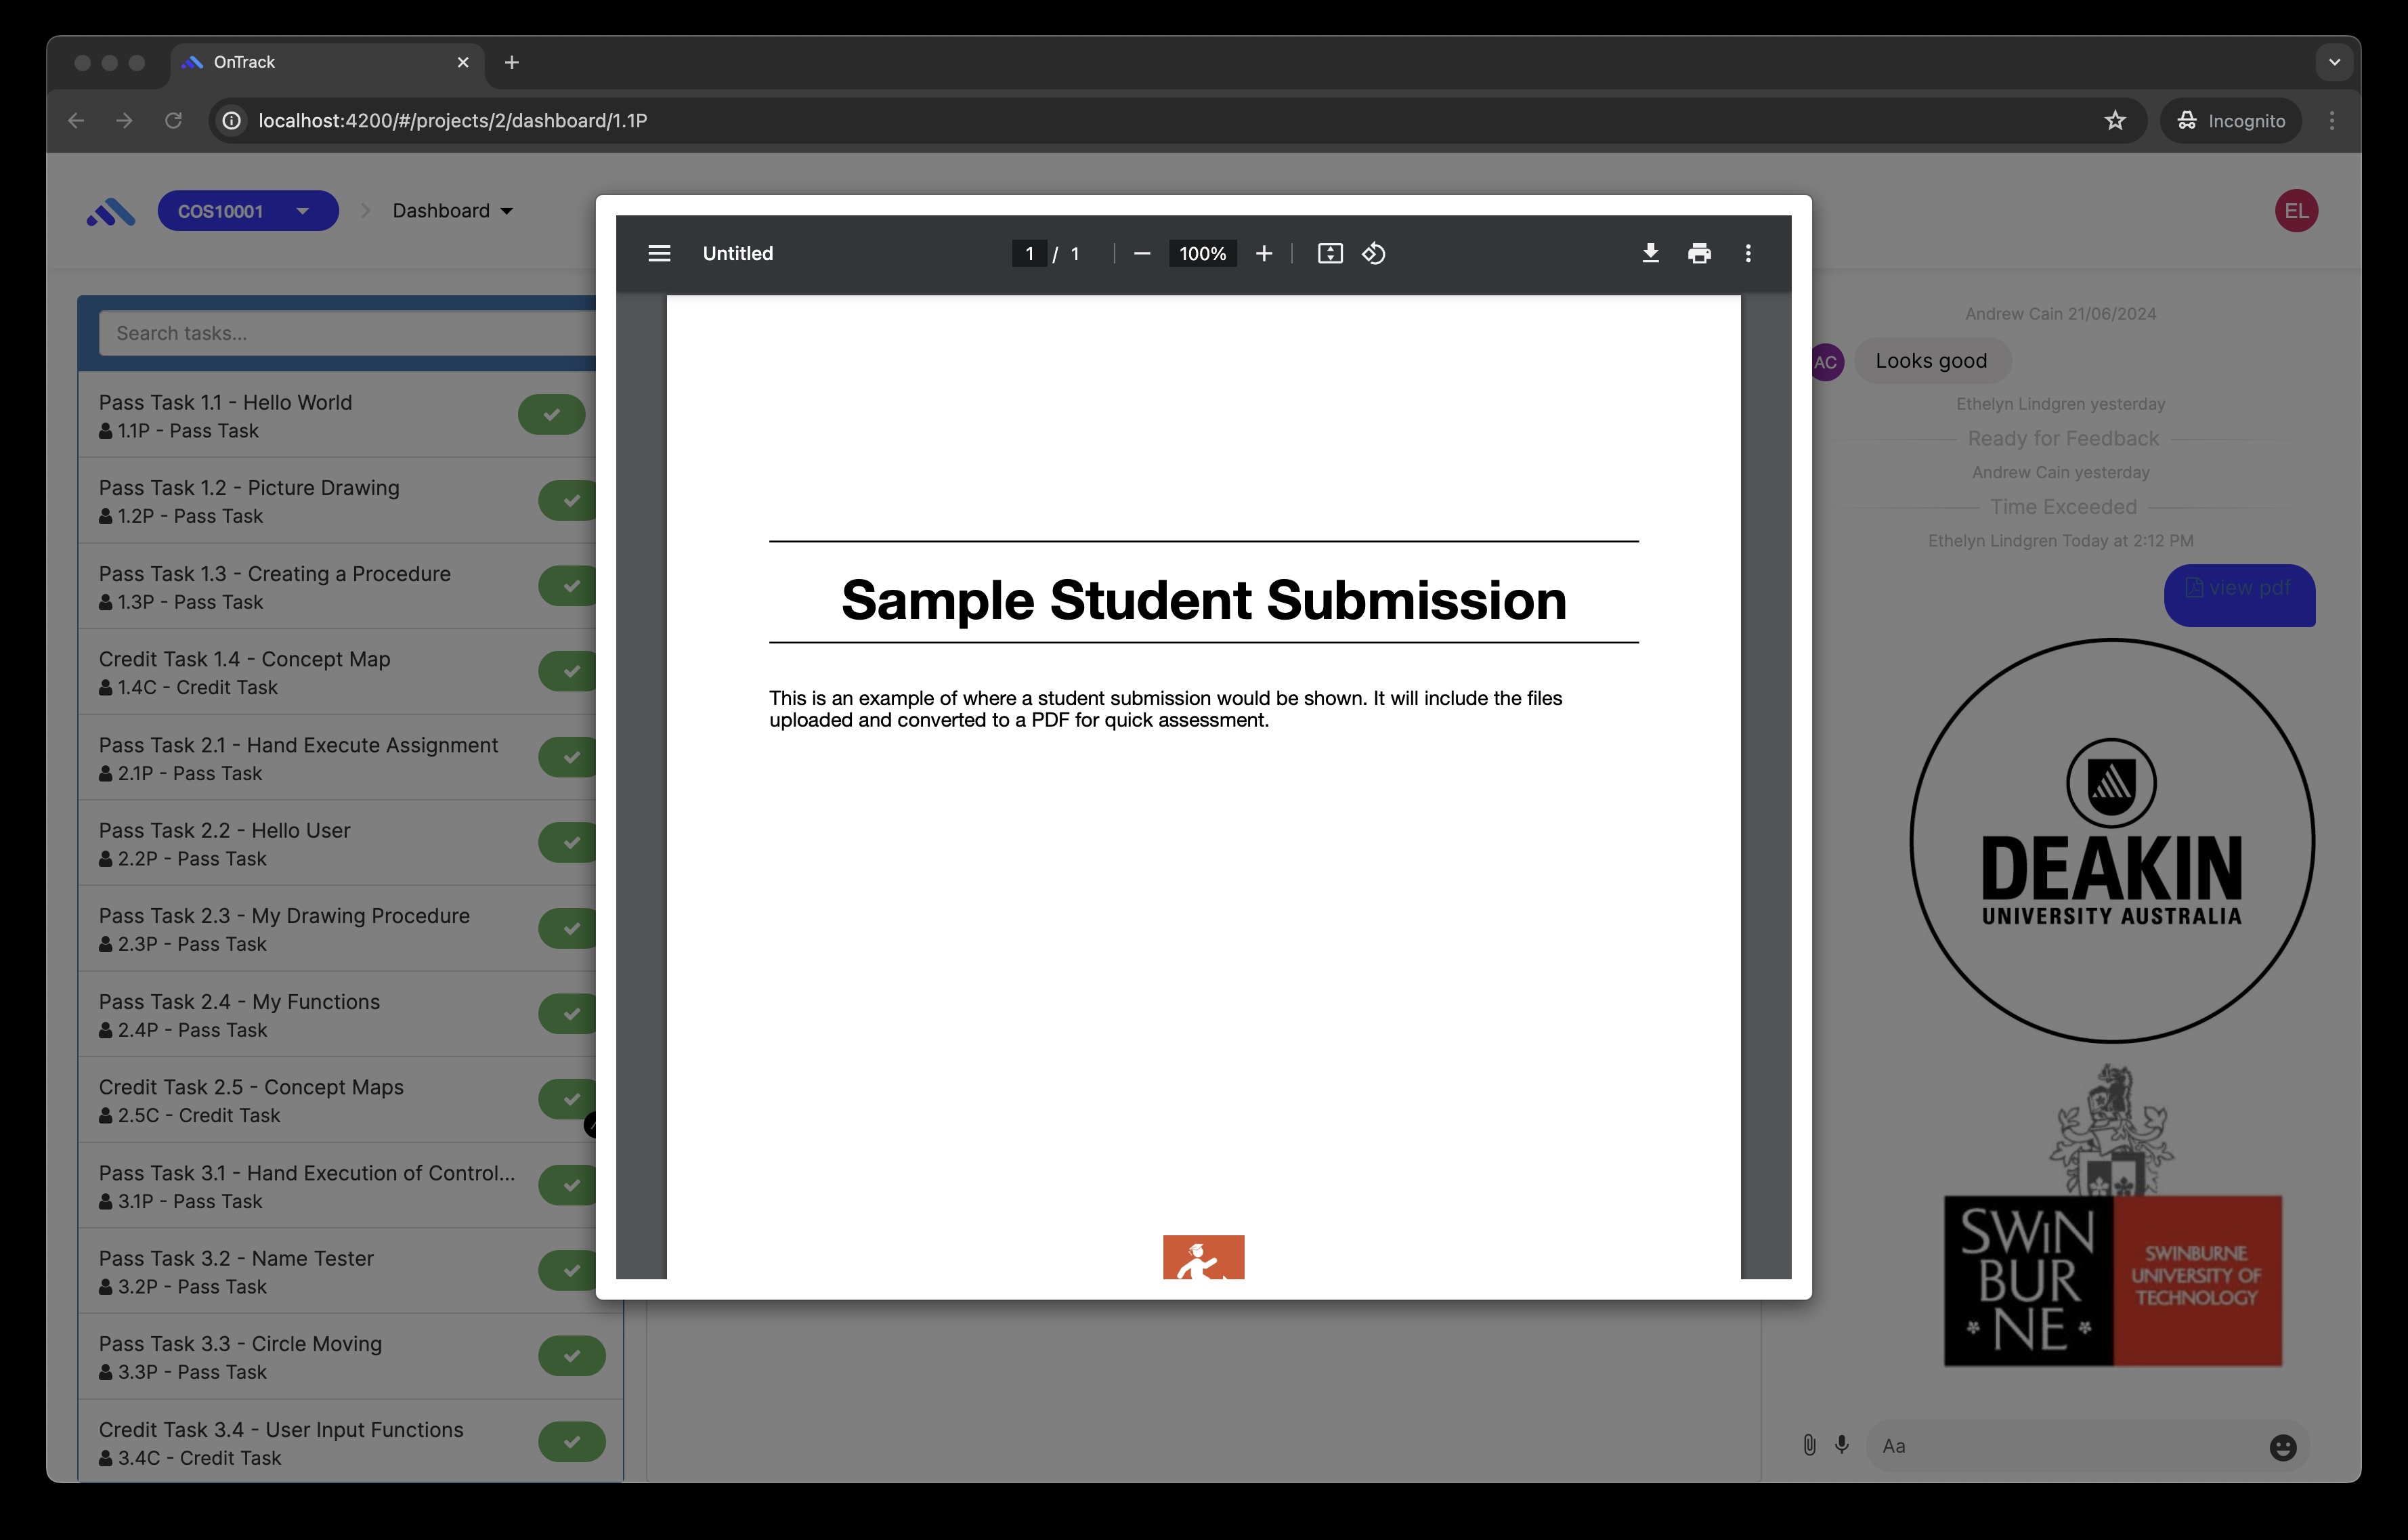 OnTrack
localhost:4200/#/projects/2/dashboard/1.1P
Incognito
COS10001
Dashboard
EL
Search tasks...
Pass Task 1.1 - Hello World
1.1P - Pass Task
Pass Task 1.2 - Picture Drawing
1.2P - Pass Task
Pass Task 1.3 - Creating a Procedure
1.3P - Pass Task
Credit Task 1.4 - Concept Map
1.4C - Credit Task
Pass Task 2.1 - Hand Execute Assignment
2.1P - Pass Task
Pass Task 2.2 - Hello User
2.2P - Pass Task
Pass Task 2.3 - My Drawing Procedure
2.3P - Pass Task
Pass Task 2.4 - My Functions
2.4P - Pass Task
Credit Task 2.5 - Concept Maps
2.5C - Credit Task
Pass Task 3.1 - Hand Execution of Control...
3.1P - Pass Task
Pass Task 3.2 - Name Tester
3.2P - Pass Task
Pass Task 3.3 - Circle Moving
3.3P - Pass Task
Credit Task 3.4 - User Input Functions
3.4C - Credit Task
Untitled
1 / 1
100%
Sample Student Submission
This is an example of where a student submission would be shown. It will include the files
uploaded and converted to a PDF for quick assessment.
Andrew Cain 21/06/2024
AC
Looks good
Ethelyn Lindgren yesterday
Ready for Feedback
Andrew Cain yesterday
Time Exceeded
Ethelyn Lindgren Today at 2:12 PM
view pdf
DEAKIN
UNIVERSITY AUSTRALIA
SWIN
BUR
NE
SWINBURNE
UNIVERSITY OF
TECHNOLOGY
Aa